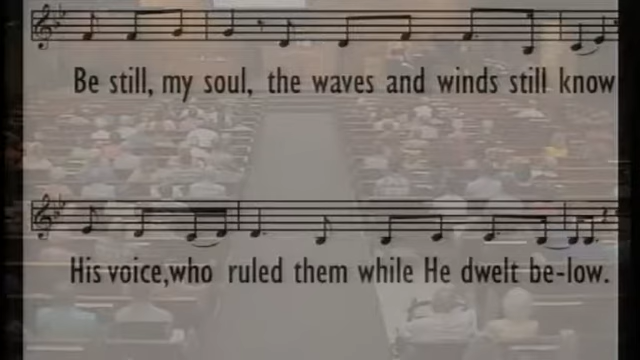 Be still, my soul, the waves and winds still know
His voice, who ruled them while He dwelt be-low.